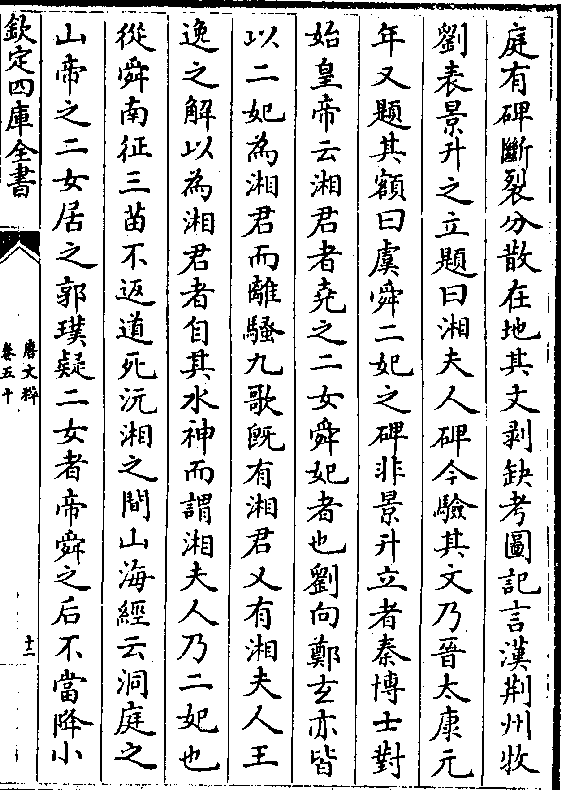 庭有碑斷裂分散在地其文剥缺考圖記言漢荆州牧
劉表景升之立題曰湘夫人碑今驗其文乃晉太康元
年又題其額曰虞舜二妃之碑非景升立者秦博士對
始皇帝云湘君者堯之二女舜妃者也劉向鄭玄亦皆
以二妃為湘君而離騷九歌既有湘君又有湘夫人王
逸之解以為湘君者自其水神而謂湘夫人乃二妃也
從舜南征三苗不返道死沅湘之間山海經云洞庭之
山帝之二女居之郭璞疑二女者帝舜之后不當降小
欽定四庫全書
唐文粹
卷五十
十二